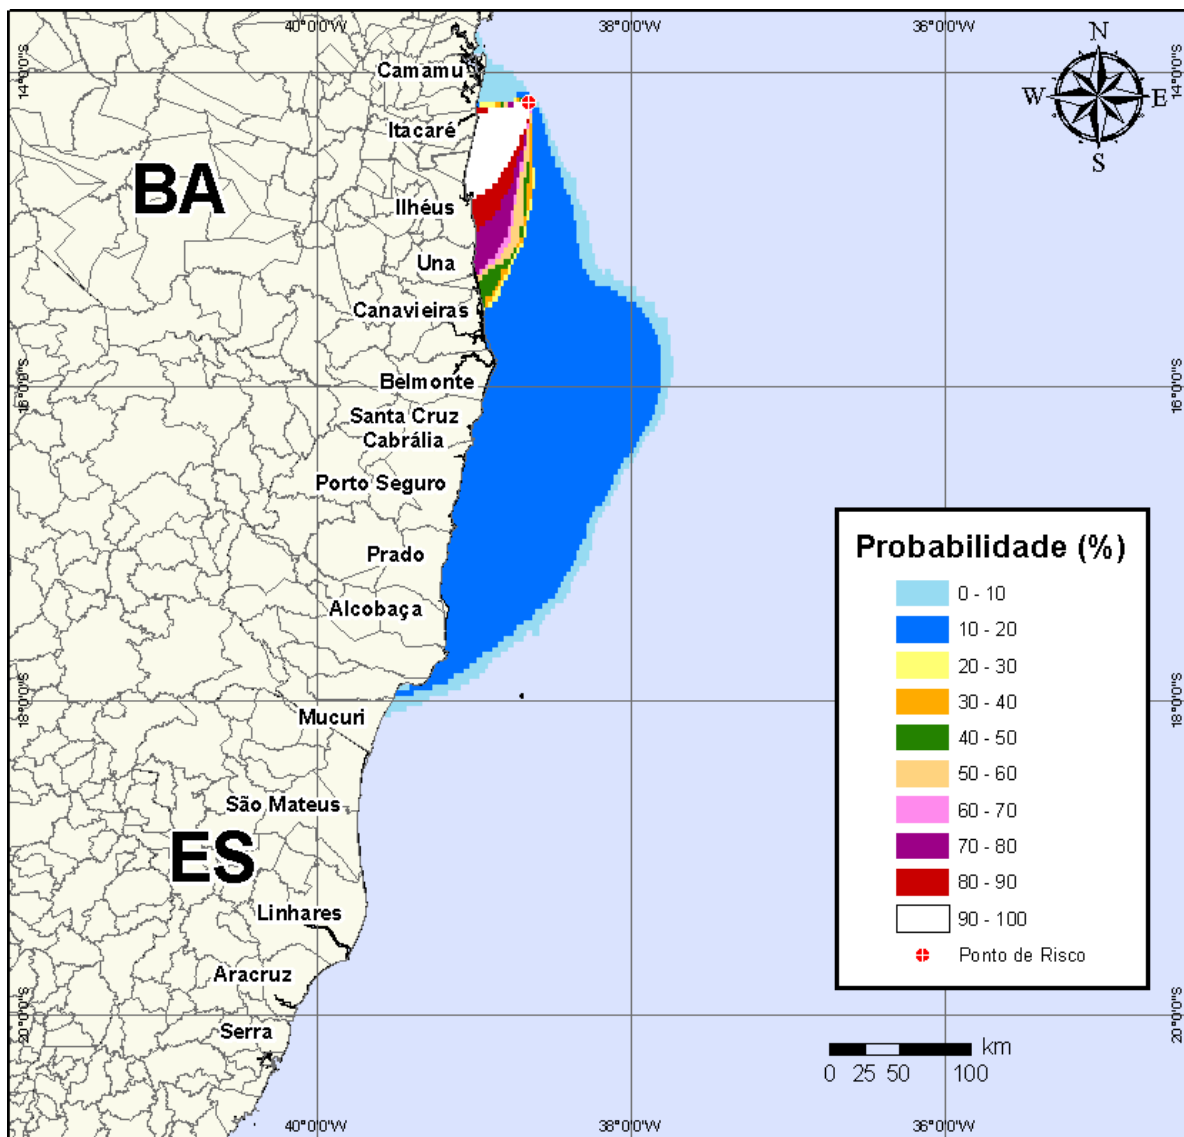 40°0'0"W
38°0'0"W
36°0'0"W
14°0'0"S
14°0'0"S
N
W
E
S
Camamu
Itacaré
BA
Ilhéus
Una
Canavieiras
16°0'0"S
16°0'0"S
Belmonte
Santa Cruz
Cabrália
Porto Seguro
Prado
Alcobaça
18°0'0"S
18°0'0"S
Mucuri
São Mateus
ES
Linhares
Aracruz
20°0'0"S
20°0'0"S
Serra
Probabilidade (%)
0 - 10
10 - 20
20 - 30
30 - 40
40 - 50
50 - 60
60 - 70
70 - 80
80 - 90
90 - 100
Ponto de Risco
km
0 25 50 100
40°0'0"W
38°0'0"W
36°0'0"W